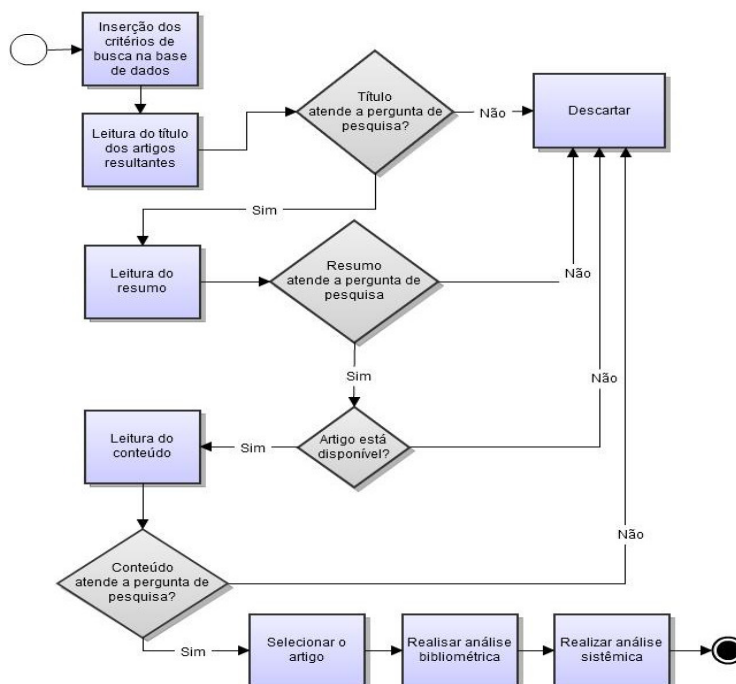 Inserção dos
critérios de
busca na base
de dados
Leitura do título
dos artigos
resultantes
Título
atende a pergunta de
pesquisa?
Não
Descartar
Sim
Leitura do
resumo
Resumo
atende a pergunta de
pesquisa
Não
Sim
Artigo está
disponível?
Não
Sim
Leitura do
conteúdo
Conteúdo
atende a pergunta de
pesquisa?
Não
Sim
Selecionar o
artigo
Realisar análise
bibliométrica
Realizar análise
sistêmica